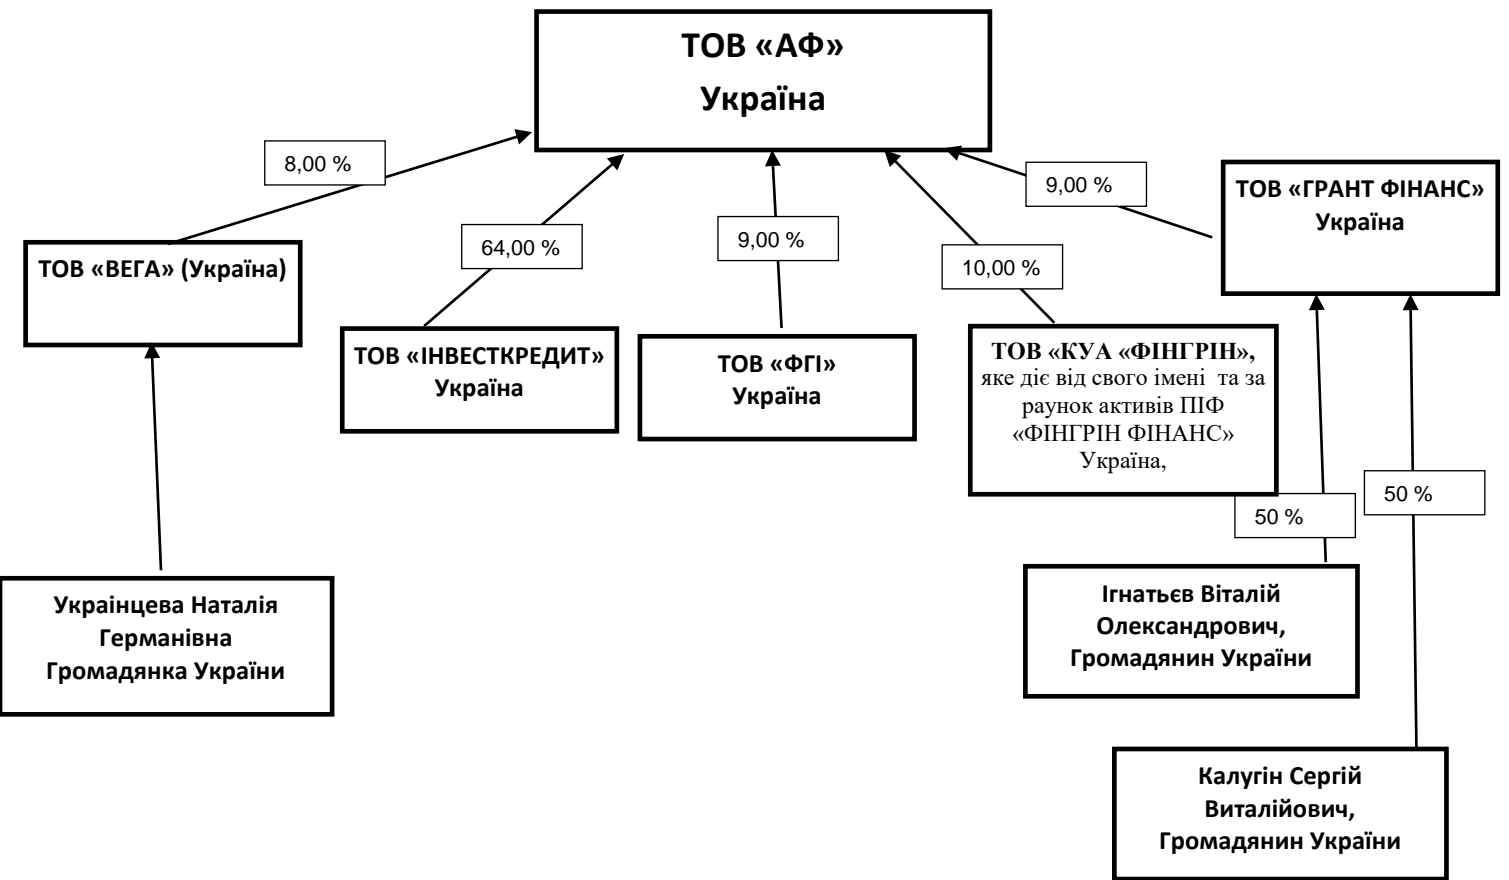 ТОВ «АФ»
Україна
8,00 %
64,00 %
9,00 %
10,00 %
9,00 %
ТОВ «ГРАНТ ФІНАНС»
Україна
ТОВ «ВЕГА» (Україна)
ТОВ «ІНВЕСТКРЕДИТ»
Україна
ТОВ «ФГІ»
Україна
ТОВ «КУА «ФІНГРІН»,
яке діє від свого імені та за
раунок активів ПІФ
«ФІНГРІН ФІНАНС»
Україна,
50 %
50 %
Украінцева Наталія
Германівна
Громадянка України
Ігнатьєв Віталій
Олександрович,
Громадянин України
Калугін Сергій
Виталійович,
Громадянин України